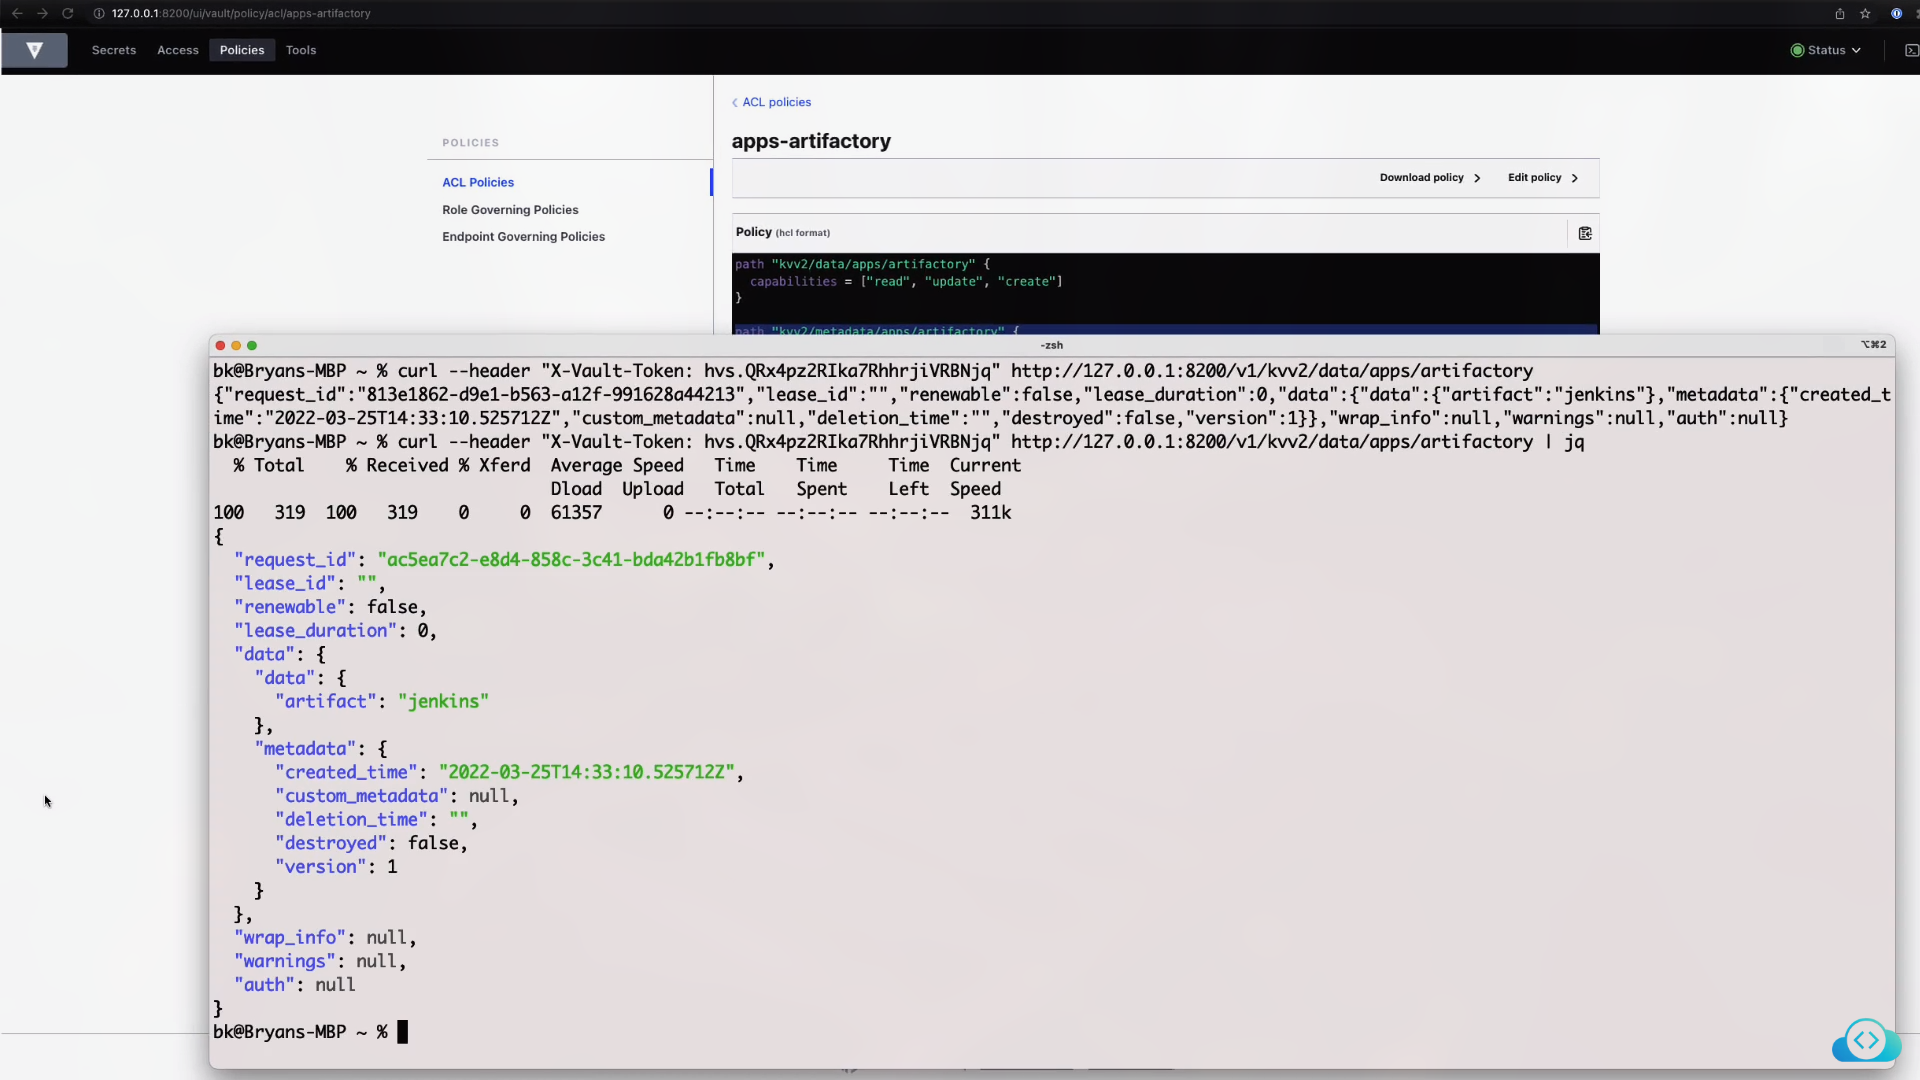 127.0.0.1:8200/ui/vault/policy/acl/apps-artifactory
Secrets Access Policies Tools Status
ACL policies
apps-artifactory
POLICIES
ACL Policies
Role Governing Policies
Endpoint Governing Policies
Download policy Edit policy
Policy (hcl format)
path "kvv2/data/apps/artifactory" {
capabilities = ["read", "update", "create"]
}
path "kvv2/metadata/apps/artifactory" {
-zsh
⌥⌘2
bk@Bryans-MBP ~ % curl --header "X-Vault-Token: hvs.QRx4pz2RIka7RhhrjiVRBNjq" http://127.0.0.1:8200/v1/kvv2/data/apps/artifactory
{"request_id":"813e1862-d9e1-b563-a12f-991628a44213","lease_id":"","renewable":false,"lease_duration":0,"data":{"data":{"artifact":"jenkins"},"metadata":{"created_t
ime":"2022-03-25T14:33:10.525712Z","custom_metadata":null,"deletion_time":"","destroyed":false,"version":1}},"wrap_info":null,"warnings":null,"auth":null}
bk@Bryans-MBP ~ % curl --header "X-Vault-Token: hvs.QRx4pz2RIka7RhhrjiVRBNjq" http://127.0.0.1:8200/v1/kvv2/data/apps/artifactory | jq
% Total % Received % Xferd Average Speed Time Time Time Current
Dload Upload Total Spent Left Speed
100 319 100 319 0 0 61357 0 --:--:-- --:--:-- --:--:-- 311k
{
"request_id": "ac5ea7c2-e8d4-858c-3c41-bda42b1fb8bf",
"lease_id": "",
"renewable": false,
"lease_duration": 0,
"data": {
"data": {
"artifact": "jenkins"
},
"metadata": {
"created_time": "2022-03-25T14:33:10.525712Z",
"custom_metadata": null,
"deletion_time": "",
"destroyed": false,
"version": 1
}
},
"wrap_info": null,
"warnings": null,
"auth": null
}
bk@Bryans-MBP ~ %